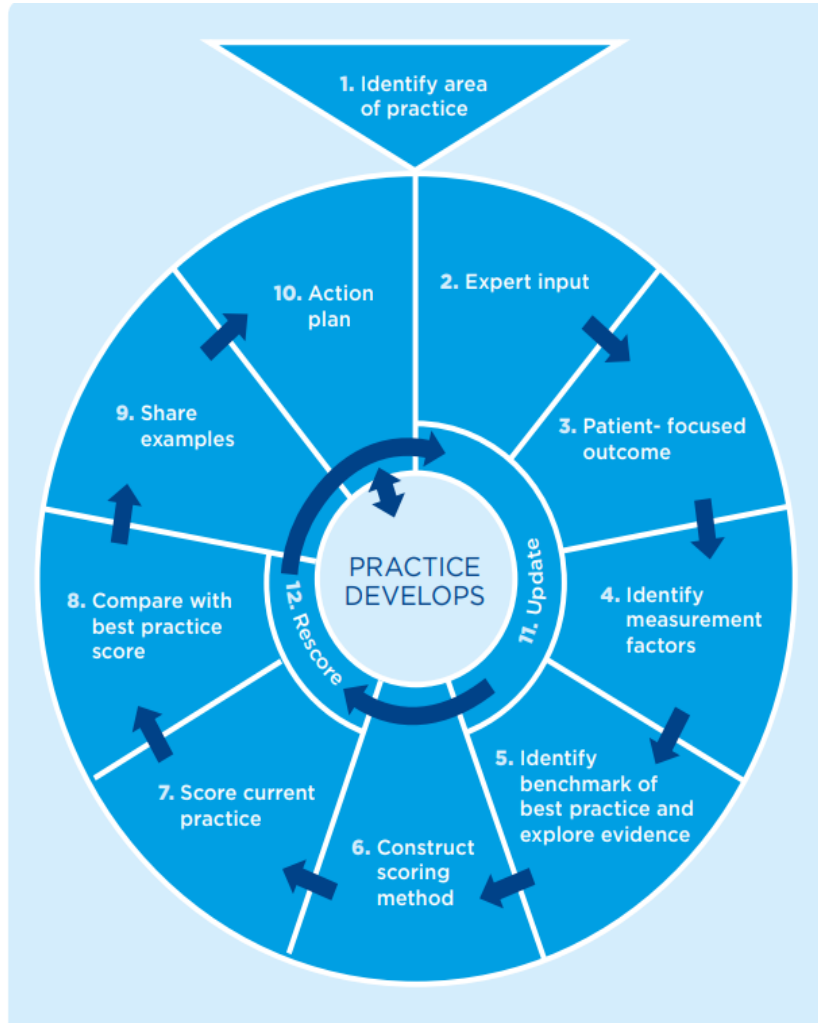 1. Identify area
of practice
2. Expert input
3. Patient- focused
outcome
4. Identify
measurement
factors
5. Identify
benchmark of
best practice and
explore evidence
6. Construct
scoring
method
7. Score current
practice
8. Compare with
best practice
score
9. Share
examples
10. Action
plan
11. Update
12. Rescore
PRACTICE
DEVELOPS